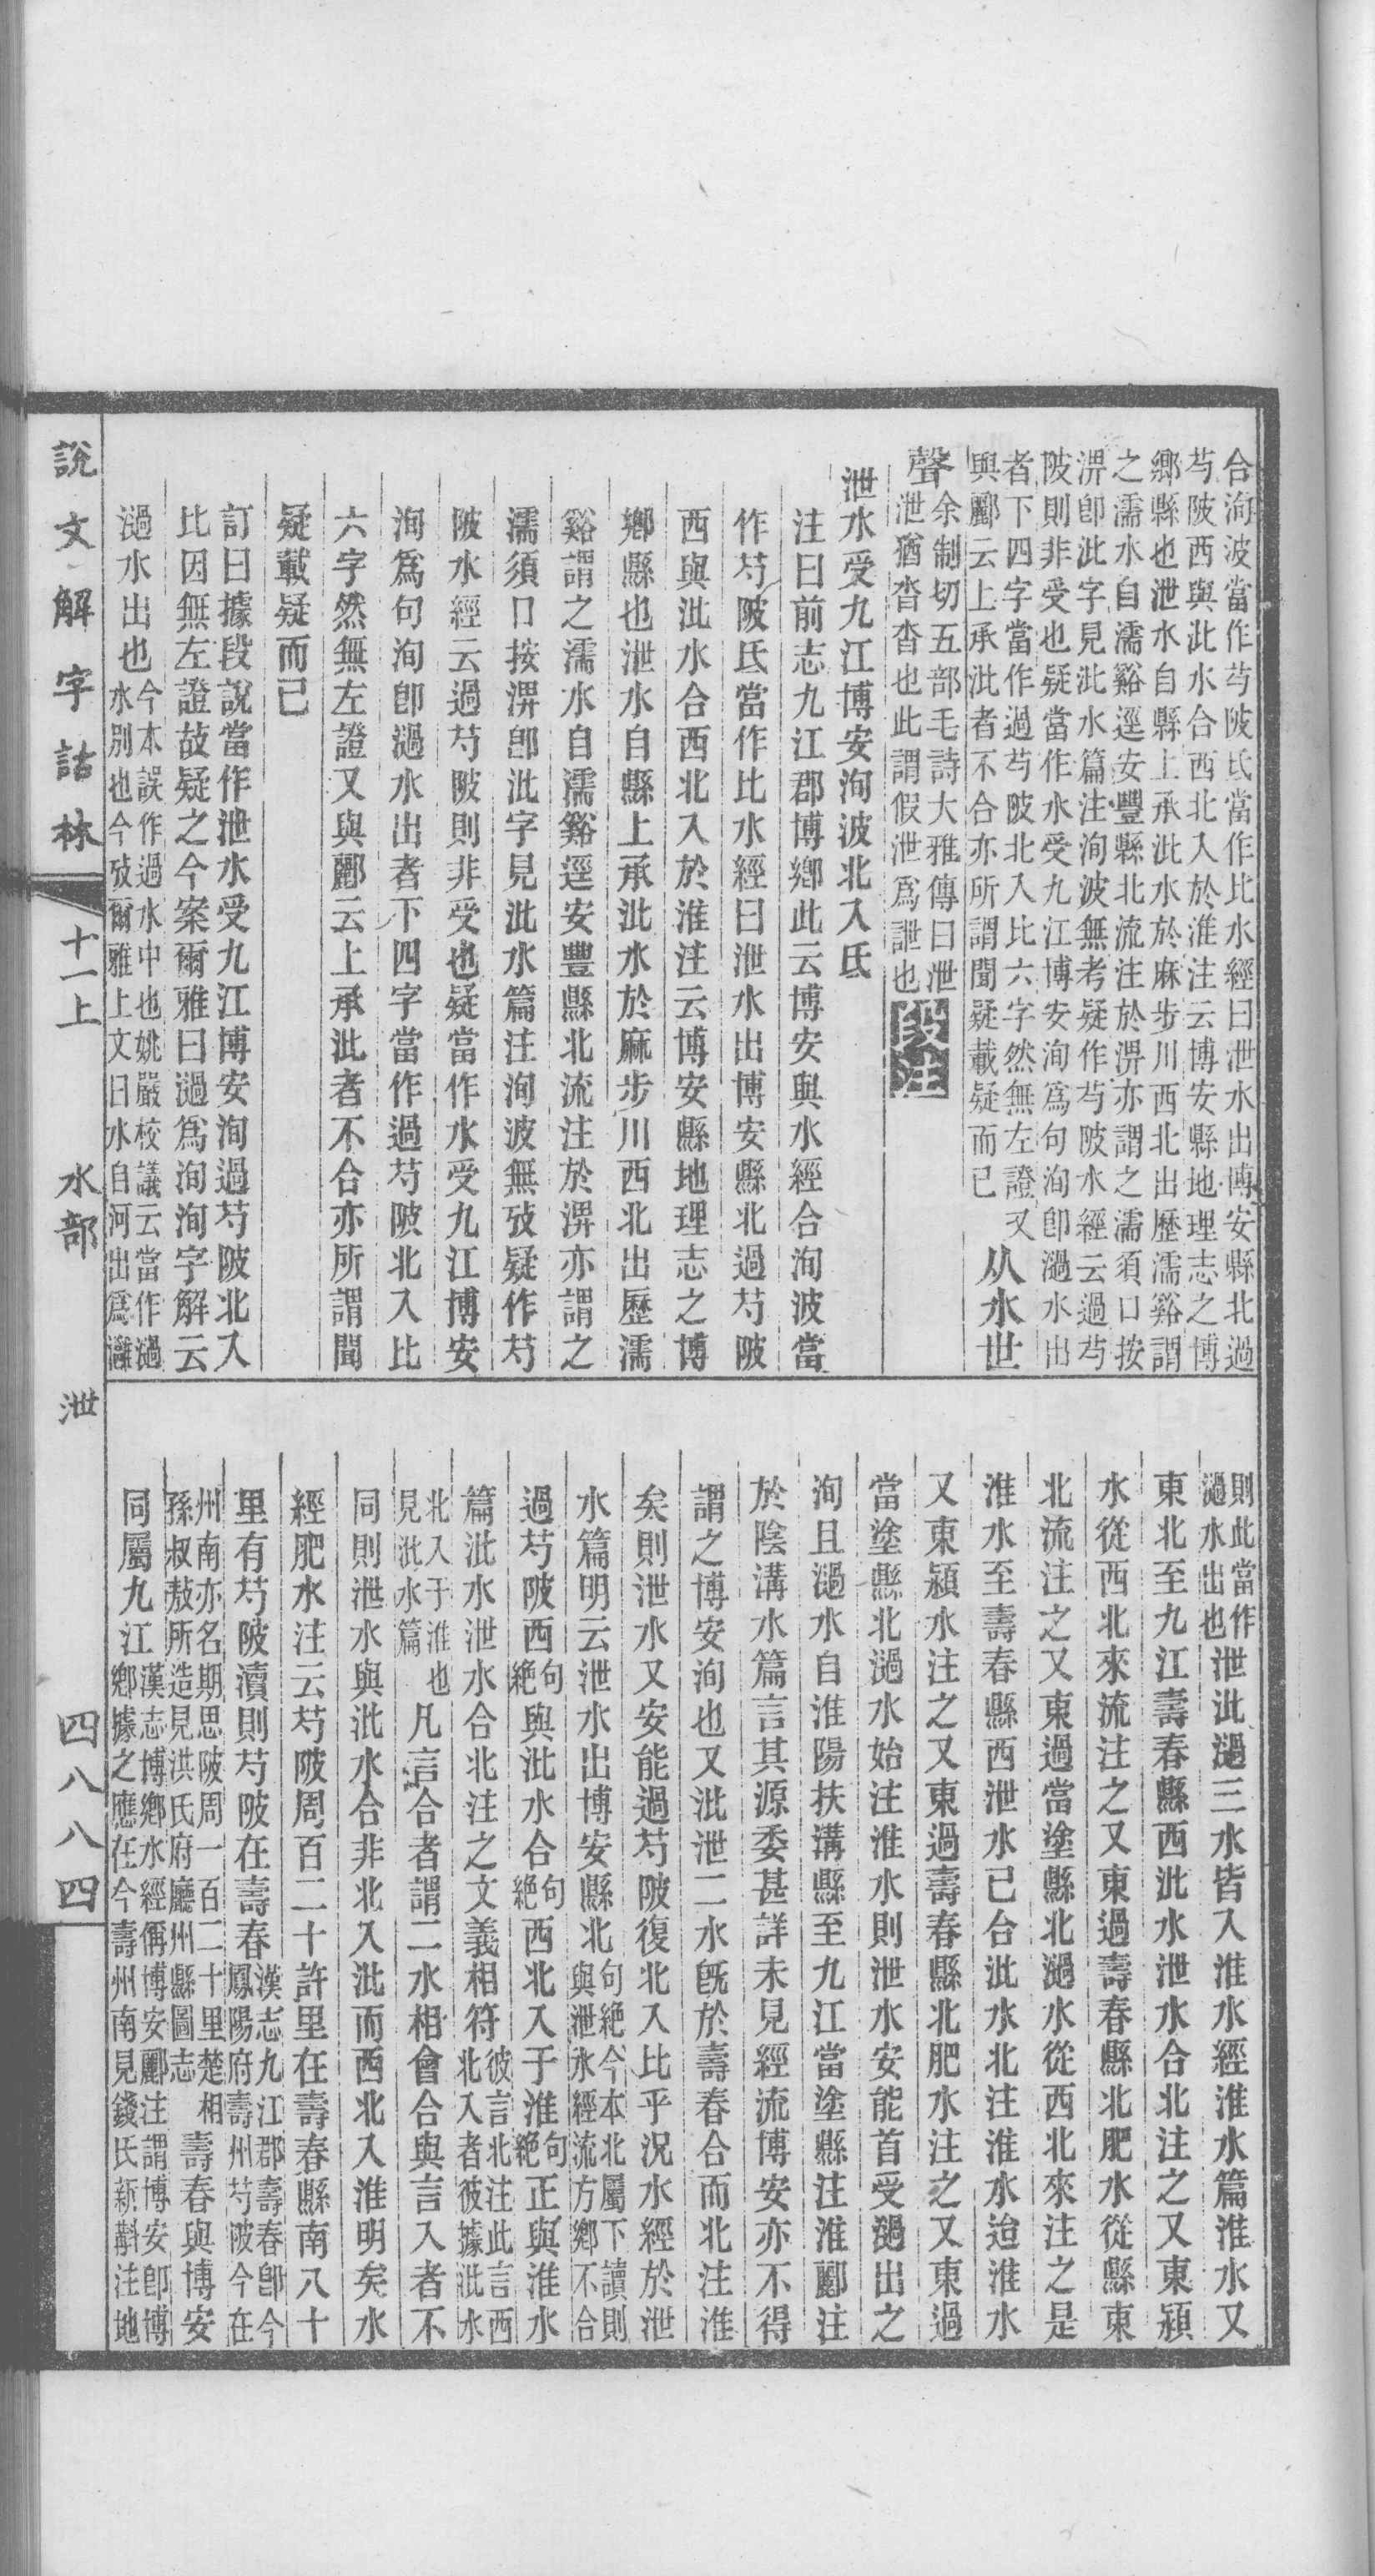 合洵波當作芍陂氐當作比水經曰泄水出博安縣北過
芍陂西與沘水合西北入於淮注云博安縣地理志之博
鄉縣也泄水自縣上承沘水於麻步川西北出歷濡谿謂
之濡水自濡谿逕安豐縣北流注於淠亦謂之濡須口按
淠卽沘字見沘水篇注洵波無考疑作芍陂水經云過芍
陂則非受也疑當作水受九江博安洵爲句洵卽濄水出
者下四字當作過芍陂北入比六字然無左證又
與酈云上承沘者不合亦所謂聞疑載疑而已
从水世
聲
余制切五部毛詩大雅傳曰泄
泄猶沓沓也此謂假泄爲詍也
段注
泄水受九江博安洵波北入氐
注曰前志九江郡博鄉此云博安與水經合洵波當
作芍陂氐當作比水經曰泄水出博安縣北過芍陂
西與沘水合西北入於淮注云博安縣地理志之博
鄉縣也泄水自縣上承沘水於麻步川西北出歷濡
谿謂之濡水自濡谿逕安豐縣北流注於淠亦謂之
濡須口按淠卽沘字見沘水篇注洵波無攷疑作芍
陂水經云過芍陂則非受也疑當作水受九江博安
洵爲句洵卽濄水出者下四字當作過芍陂北入比
六字然無左證又與酈云上承沘者不合亦所謂聞
疑載疑而已
訂曰據段說當作泄水受九江博安洵過芍陂北入
比因無左證故疑之今案爾雅曰濄爲洵洵字解云
濄水出也
今本誤作過水中也姚嚴校議云當作濄
水別也今攷爾雅上文曰水自河出爲灉
則此當作
濄水出也
泄沘濄三水皆入淮水經淮水篇淮水又
東北至九江壽春縣西沘水泄水合北注之又東潁
水從西北來流注之又東過壽春縣北肥水從縣東
北流注之又東過當塗縣北濄水從西北來注之是
淮水至壽春縣西泄水已合沘水北注淮水迨淮水
又東潁水注之又東過壽春縣北肥水注之又東過
當塗縣北濄水始注淮水則泄水安能首受濄出之
洵且濄水自淮陽扶溝縣至九江當塗縣注淮酈注
於陰溝水篇言其源委甚詳未見經流博安亦不得
謂之博安洵也又沘泄二水旣於壽春合而北注淮
矣則泄水又安能過芍陂復北入比乎況水經於泄
水篇明云泄水出博安縣北
句絕今本北屬下讀則
與泄水經流方鄉不合
過芍陂西
句
絕
與沘水合
句
絕
西北入于淮
句
絕
正與淮水
篇沘水泄水合北注之文義相符
彼言北注此言西
北入者彼據沘水
北入于淮也
見沘水篇
凡言合者謂二水相會合與言入者不
同則泄水與沘水合非北入沘而西北入淮明矣水
經肥水注云芍陂周百二十許里在壽春縣南八十
里有芍陂瀆則芍陂在壽春
漢志九江郡壽春卽今
鳳陽府壽州芍陂今在
州南亦名期思陂周一百二十里楚相
孫叔敖所造見洪氏府廳州縣圖志
壽春與博安
同屬九江
漢志博鄉水經偁博安酈注謂博安卽博
鄉據之應在今壽州南見錢氏新斠注地
說文解字詁林
十一上
水部
泄
四八八四